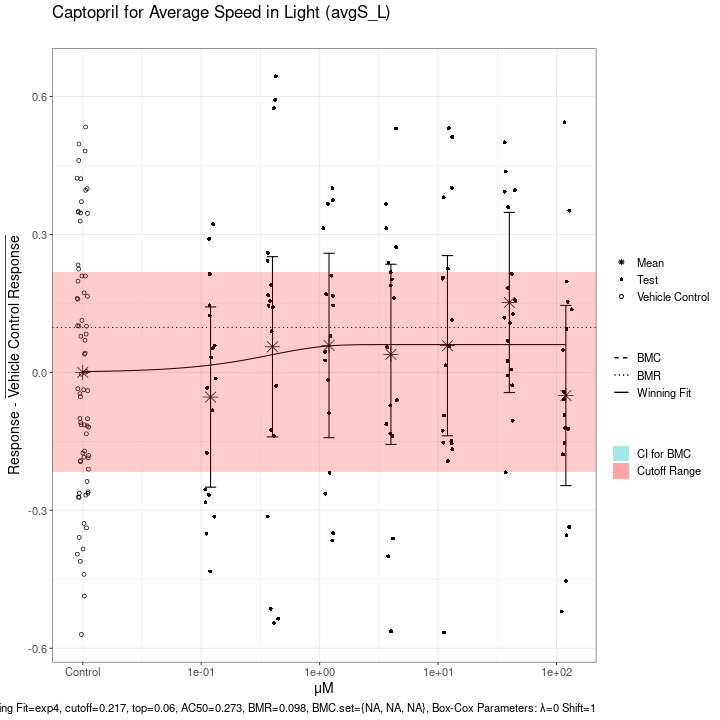 Captopril for Average Speed in Light (avgS_L)
Response - Vehicle Control Response
0.6
0.3
0.0
-0.3
-0.6
Control
1e-01
1e+00
1e+01
1e+02
μM
Mean
Test
Vehicle Control
BMC
BMR
Winning Fit
CI for BMC
Cutoff Range
ng Fit=exp4, cutoff=0.217, top=0.06, AC50=0.273, BMR=0.098, BMC.set={NA, NA, NA}, Box-Cox Parameters: λ=0 Shift=1